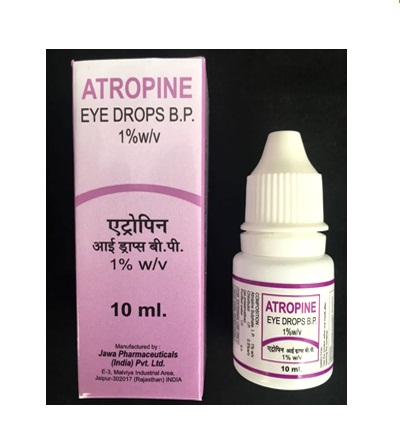 ATROPINE
EYE DROPS B.P.
1%w/v
एट्रोपिन
आई ड्राप्स बी.पी.
1% w/v
10 ml.
Manufactured by :
Jawa Pharmaceuticals
(India) Pvt. Ltd.
E-3, Malviya Industrial Area,
Jaipur-302017 (Rajasthan) INDIA
ATROPINE
EYE DROPS B.P.
1%w/v
एट्रोपिन आई ड्राप्स बी.पी.
1% w/v
10 ml.
COMPOSITION: